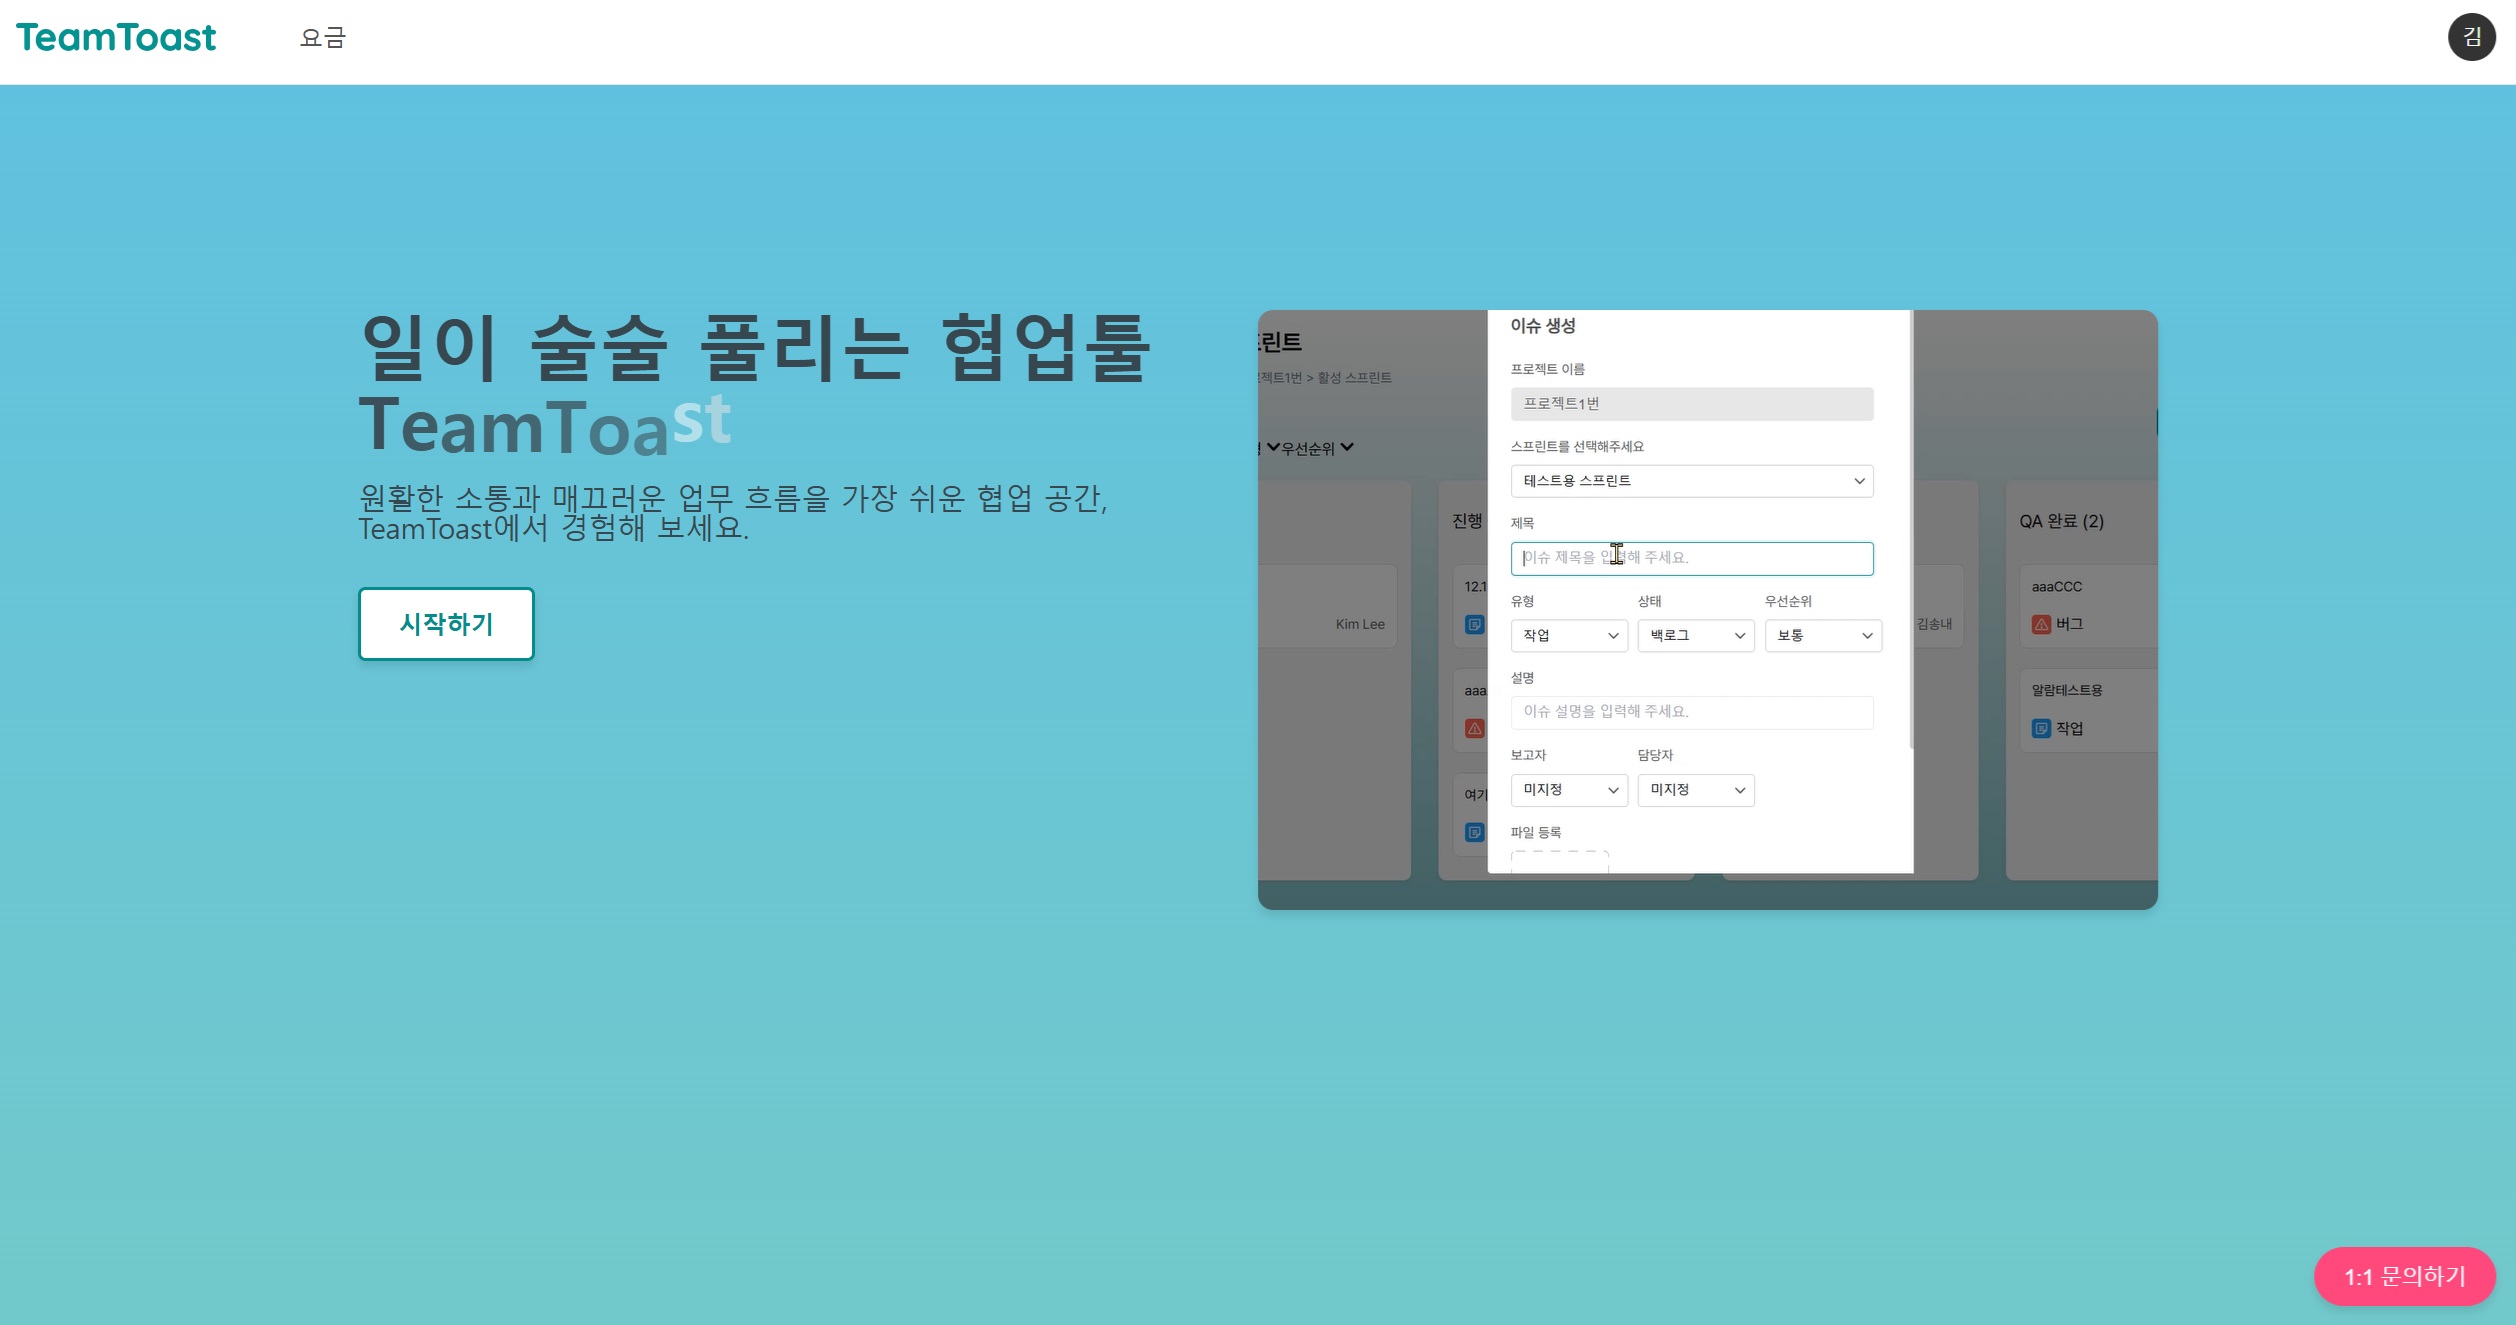 TeamToast
요금
김
일이 술술 풀리는 협업툴
TeamToast
원활한 소통과 매끄러운 업무 흐름을 가장 쉬운 협업 공간,
TeamToast에서 경험해 보세요.
시작하기
프린트
젝트1번 > 활성 스프린트
우선순위
Kim Lee
진행
12.1
aaa
여기
이슈 생성
프로젝트 이름
프로젝트1번
스프린트를 선택해주세요
테스트용 스프린트
제목
이슈 제목을 입력해 주세요.
유형 상태 우선순위
작업 백로그 보통
설명
이슈 설명을 입력해 주세요.
보고자 담당자
미지정 미지정
파일 등록
김송내
QA 완료 (2)
aaaCCC
버그
알람테스트용
작업
1:1 문의하기